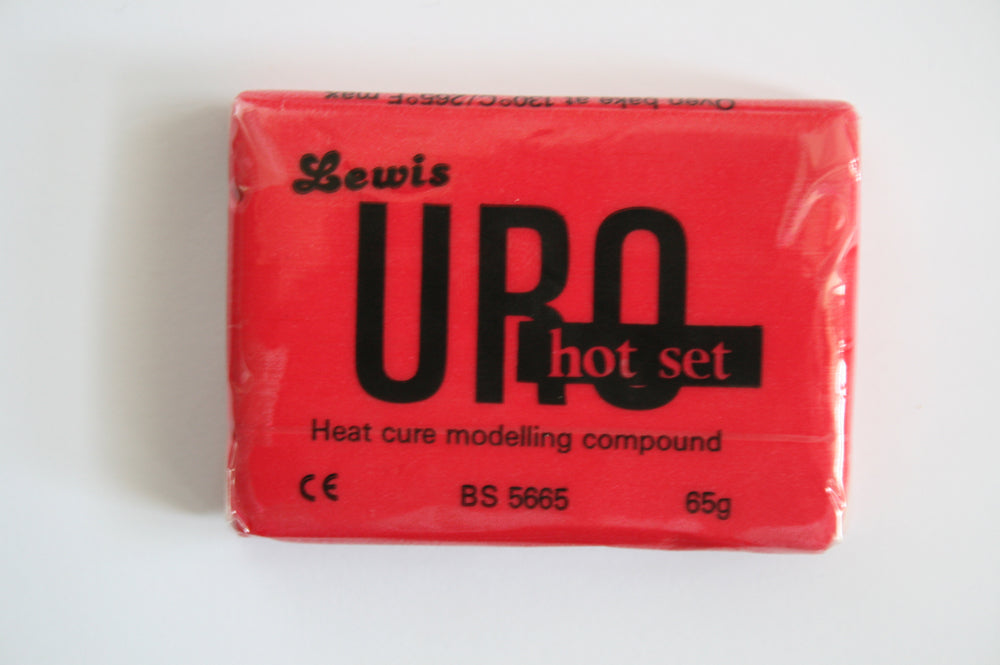 Oven bake at 130°C/265°F max
Lewis
URO
hot set
Heat cure modelling compound
CE BS 5665 65g